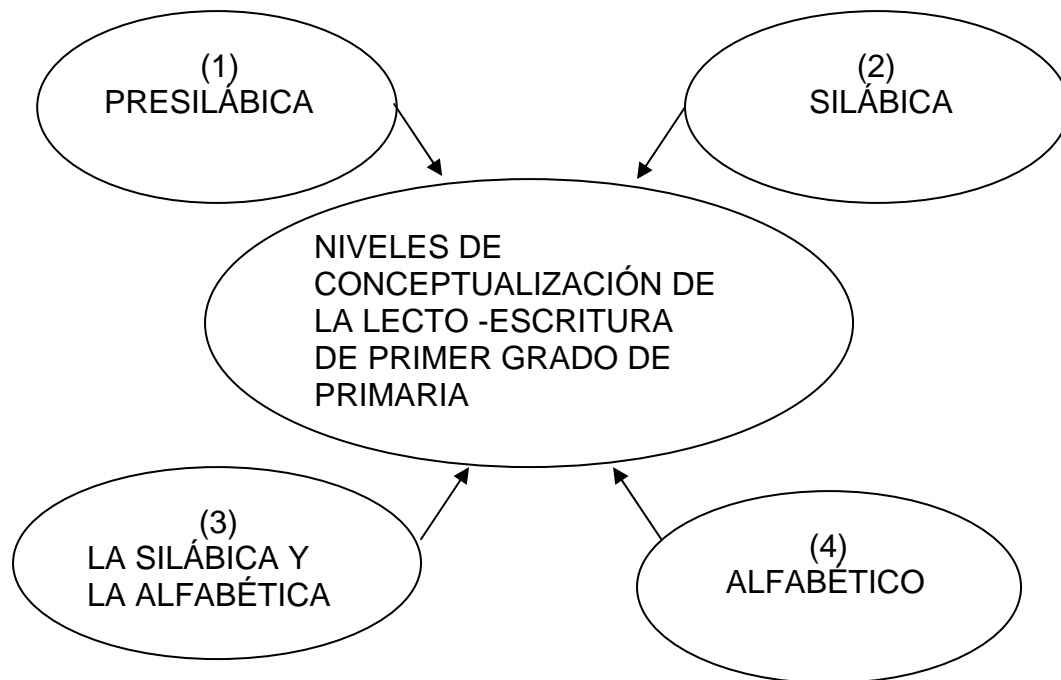 (1)
PRESILÁBICA
(2)
SILÁBICA
NIVELES DE
CONCEPTUALIZACIÓN DE
LA LECTO -ESCRITURA
DE PRIMER GRADO DE
PRIMARIA
(3)
LA SILÁBICA Y
LA ALFABÉTICA
(4)
ALFABÉTICO